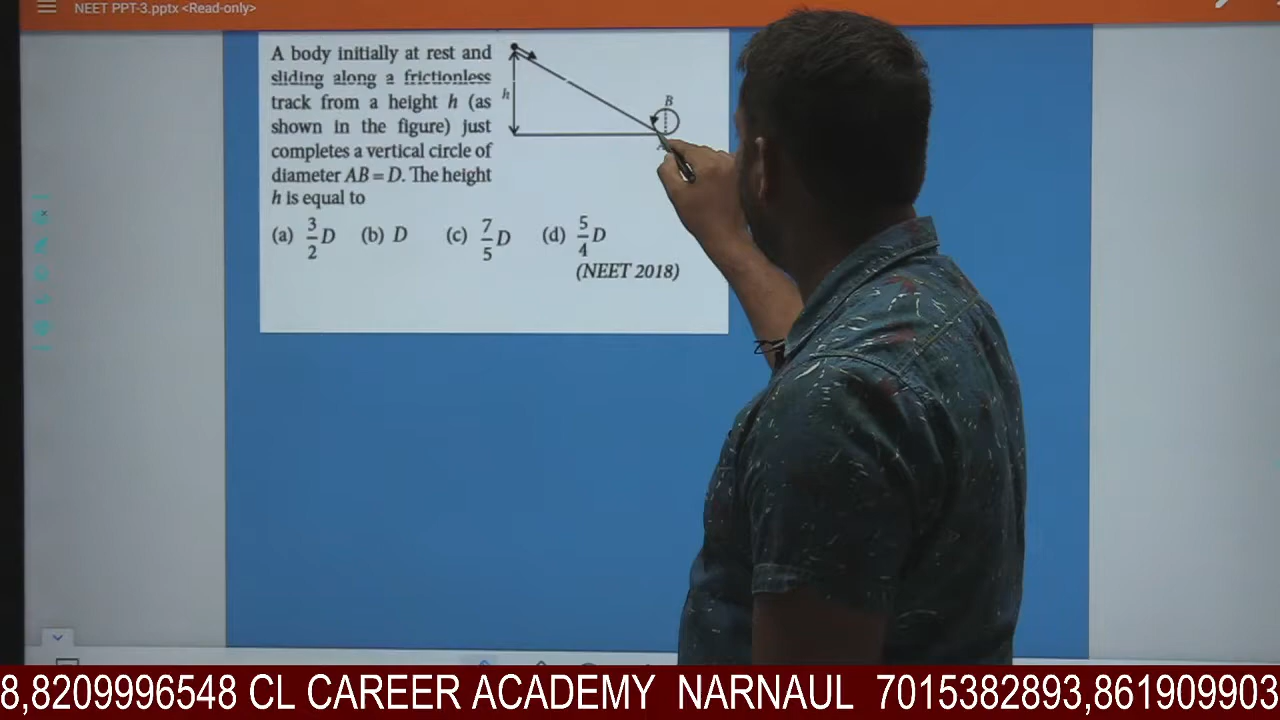 NEET PPT-3.pptx <Read-only>
A body initially at rest and
sliding along a frictionless
track from a height h (as
shown in the figure) just
completes a vertical circle of
diameter AB = D. The height
h is equal to
h
B
(a) 3/2 D (b) D (c) 7/5 D (d) 5/4 D
(NEET 2018)
8,8209996548 CL CAREER ACADEMY NARNAUL 7015382893,861909903